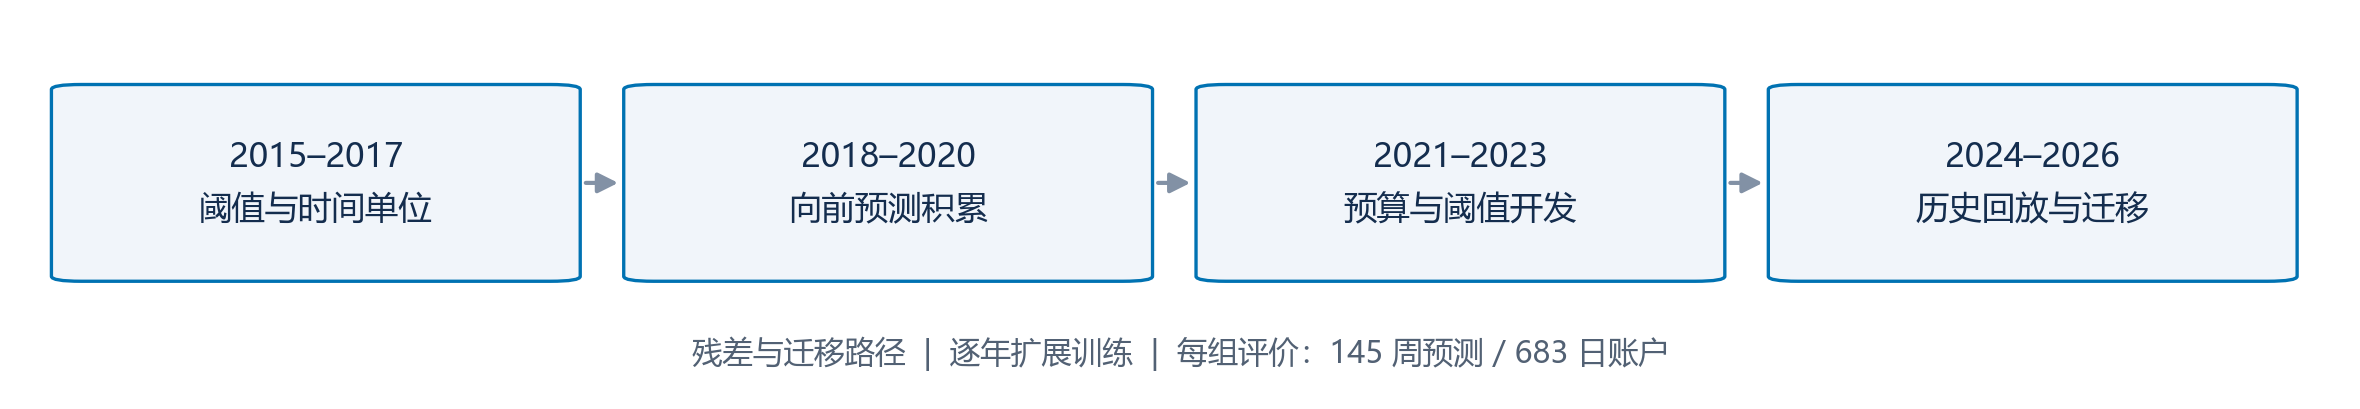 2015–2017
阈值与时间单位
2018–2020
向前预测积累
2021–2023
预算与阈值开发
2024–2026
历史回放与迁移
残差与迁移路径 | 逐年扩展训练 | 每组评价：145 周预测 / 683 日账户